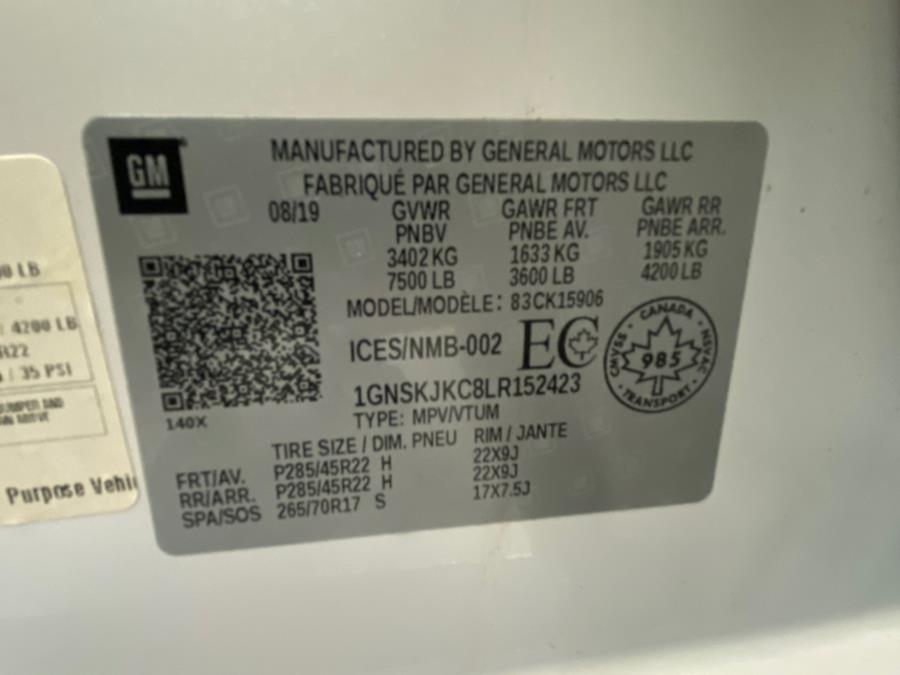 GM
MANUFACTURED BY GENERAL MOTORS LLC
FABRIQUÉ PAR GENERAL MOTORS LLC
08/19 GVWR GAWR FRT GAWR RR
PNBV PNBE AV. PNBE ARR.
3402 KG 1633 KG 1905 KG
7500 LB 3600 LB 4200 LB
MODEL/MODÈLE: 83CK15906
ICES/NMB-002 EC
CANADA
985
TRANSPORT
1GNSKJKC8LR152423
TYPE: MPV/VTUM
140X
TIRE SIZE / DIM. PNEU RIM / JANTE
FRT/AV. P285/45R22 H 22X9J
RR/ARR. P285/45R22 H 22X9J
SPA/SOS 265/70R17 S 17X7.5J
LB
4200 LB
R22
/ 35 PSI
AND
ABOVE
Purpose